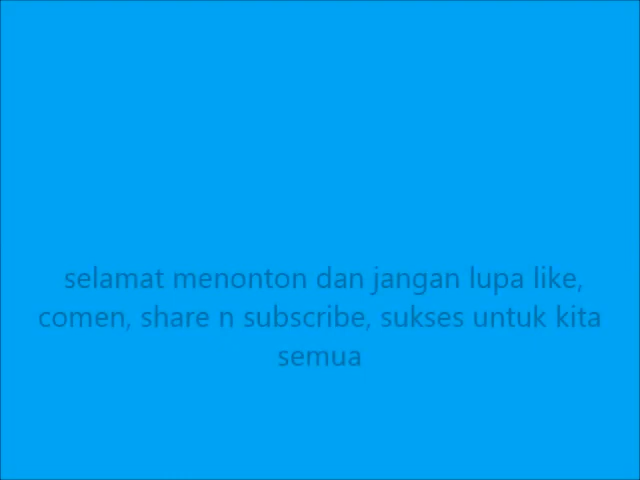 selamat menonton dan jangan lupa like,
comen, share n subscribe, sukses untuk kita
semua